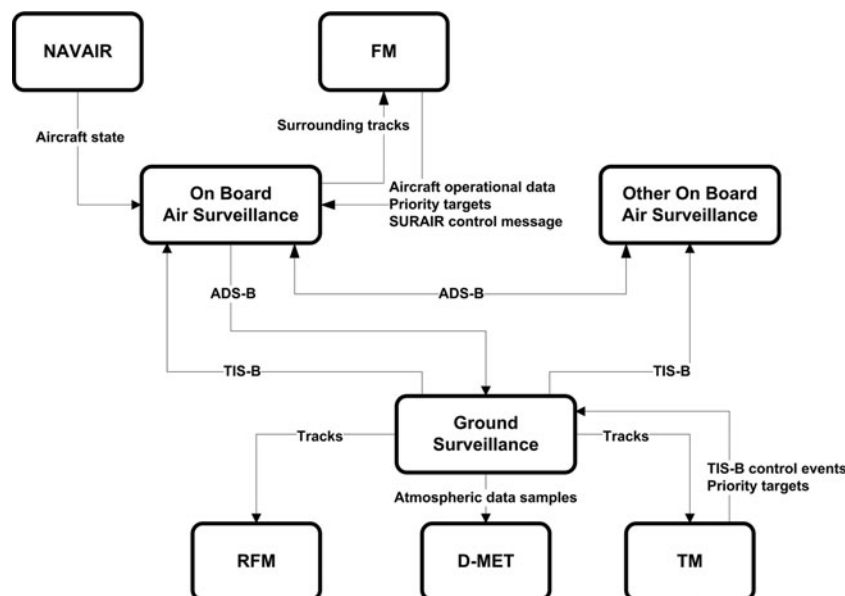 NAVAIR
FM
Aircraft state
Surrounding tracks
On Board
Air Surveillance
Aircraft operational data
Priority targets
SURAIR control message
Other On Board
Air Surveillance
ADS-B
ADS-B
TIS-B
TIS-B
Ground
Surveillance
Tracks
Tracks
TIS-B control events
Priority targets
Atmospheric data samples
RFM
D-MET
TM